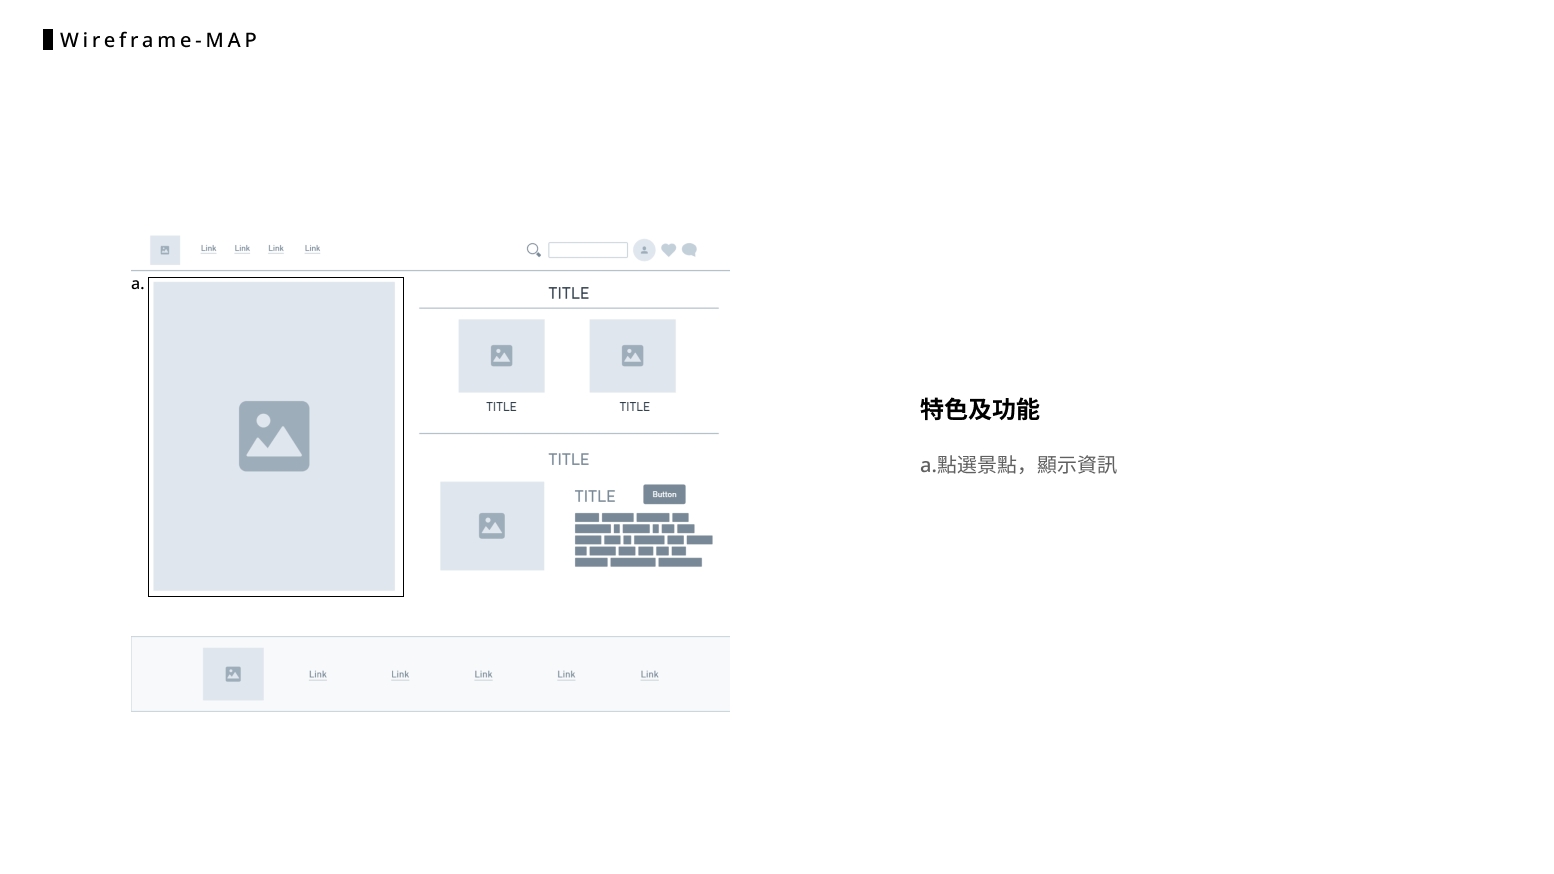 Wireframe-MAP
Link Link Link Link
a.
TITLE
TITLE TITLE
TITLE
TITLE Button
Link Link Link Link Link
特色及功能
a.點選景點，顯示資訊